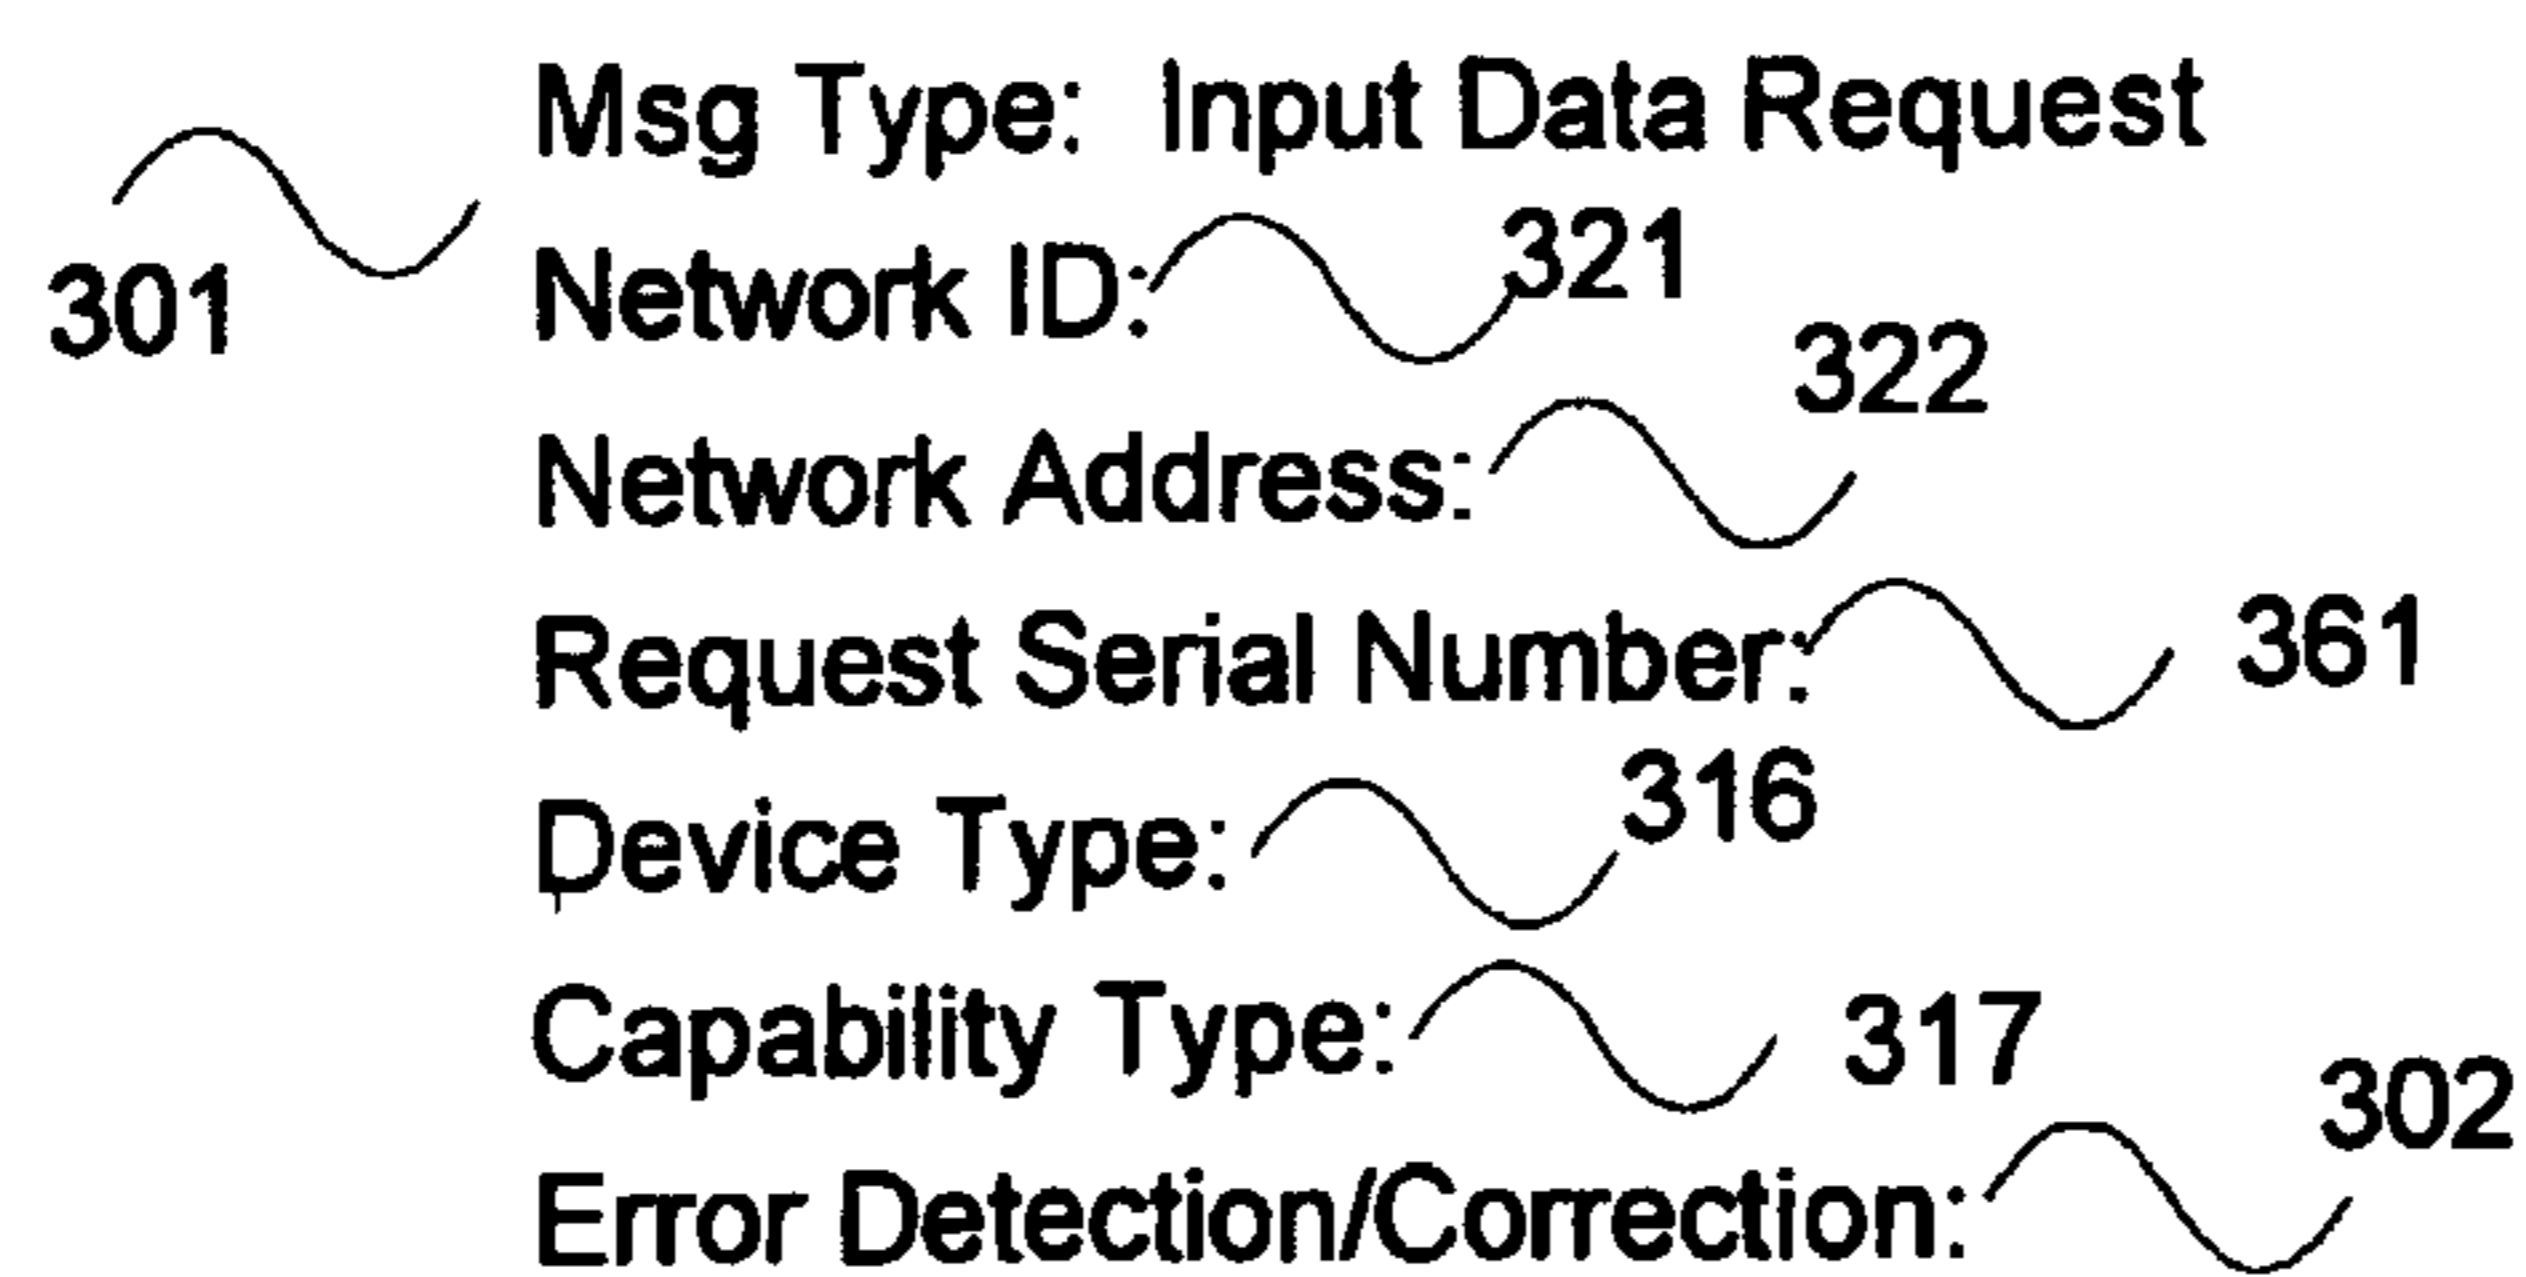 Msg Type: Input Data Request
301
Network ID: 321
Network Address: 322
Request Serial Number: 361
Device Type: 316
Capability Type: 317
Error Detection/Correction: 302